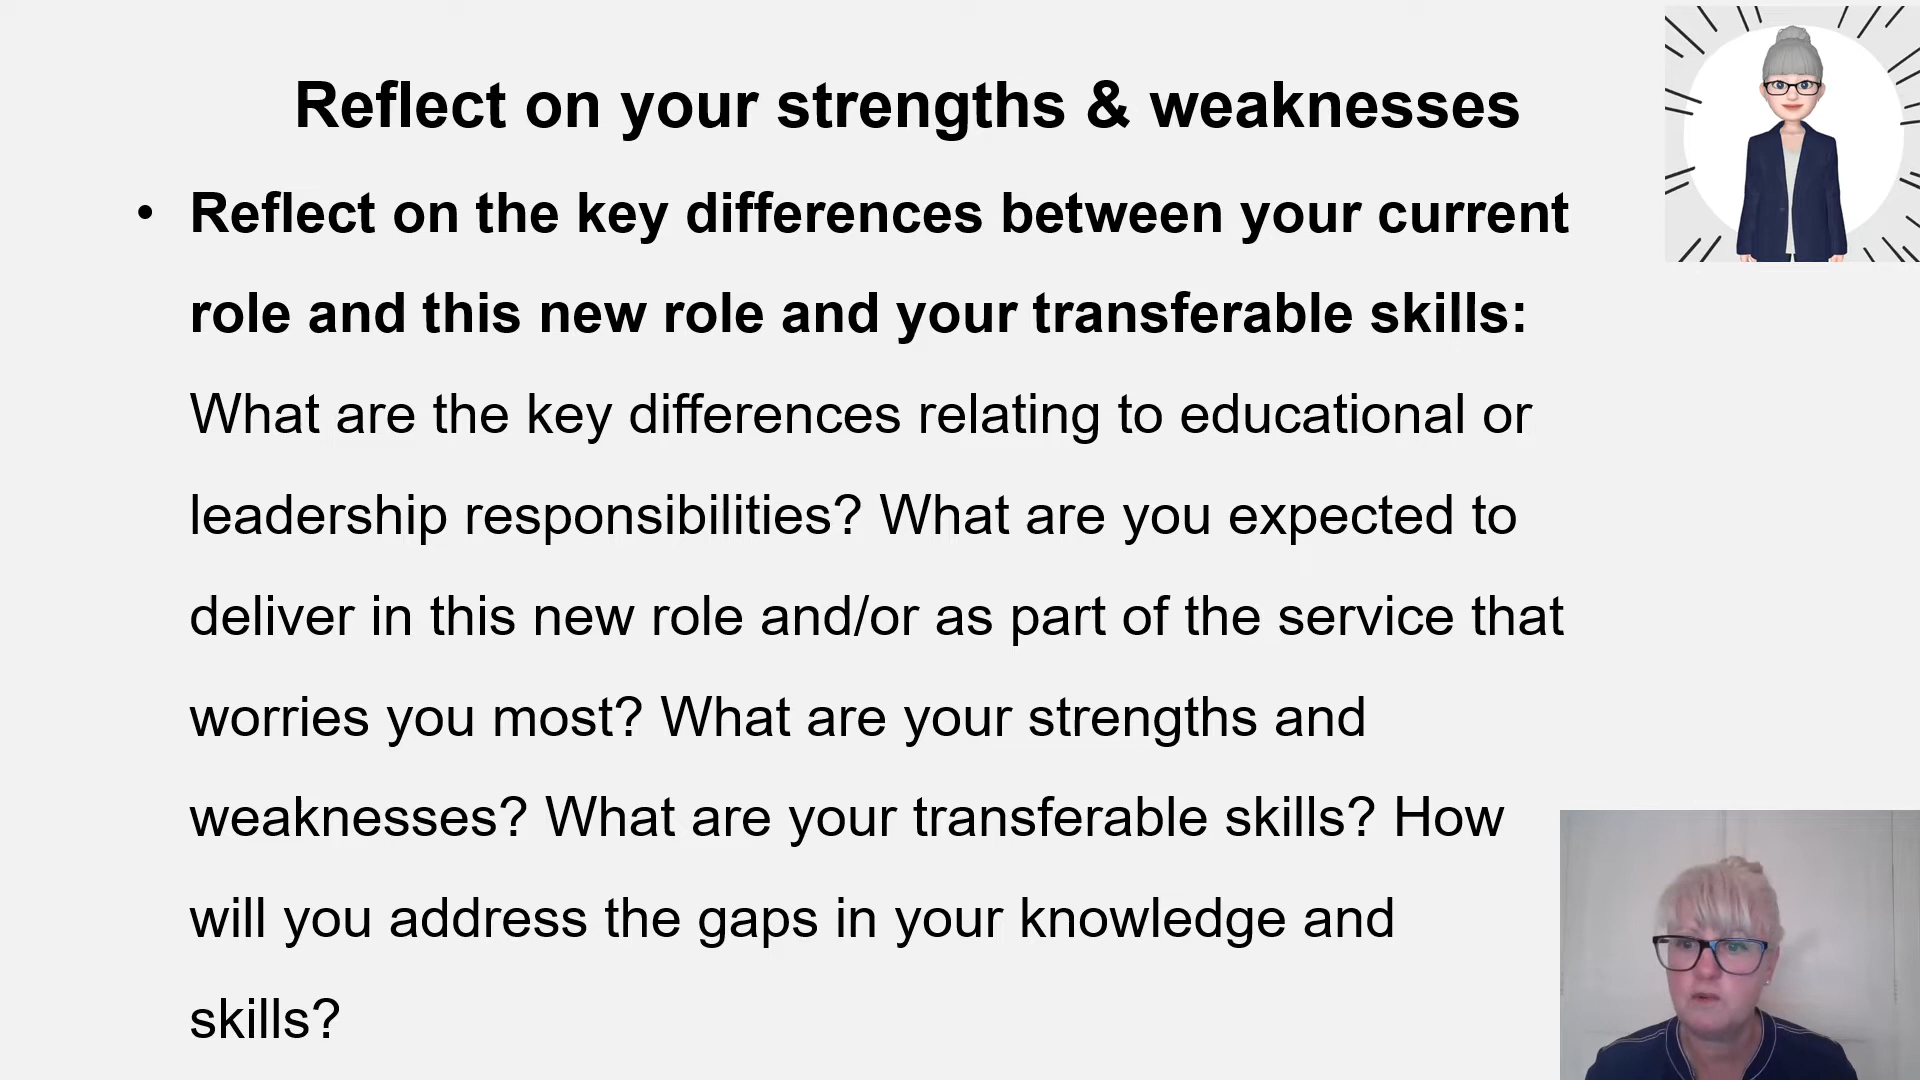 Reflect on your strengths & weaknesses
• Reflect on the key differences between your current
role and this new role and your transferable skills:
What are the key differences relating to educational or
leadership responsibilities? What are you expected to
deliver in this new role and/or as part of the service that
worries you most? What are your strengths and
weaknesses? What are your transferable skills? How
will you address the gaps in your knowledge and
skills?